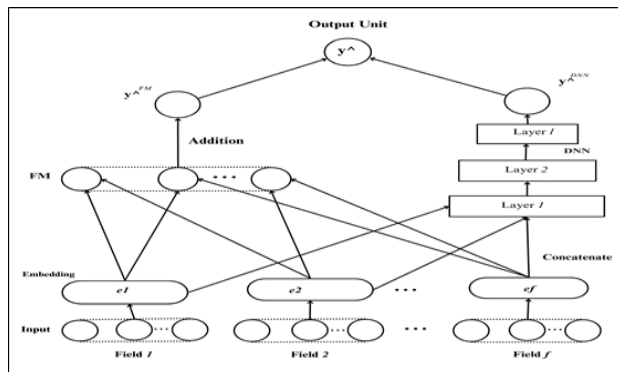 Output Unit
y^
y^FM
y^DNN
Layer l
Addition
DNN
Layer 2
FM
...
Layer 1
Concatenate
Embedding
e1
e2
...
ef
Input
...
...
...
...
Field 1
Field 2
Field f